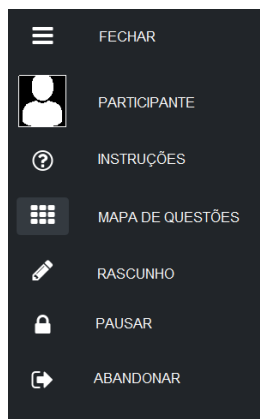 FECHAR
PARTICIPANTE
INSTRUÇÕES
MAPA DE QUESTÕES
RASCUNHO
PAUSAR
ABANDONAR